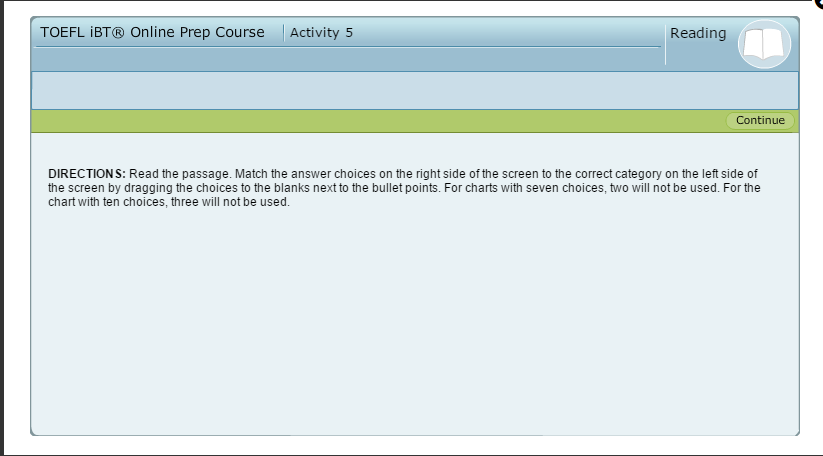 TOEFL iBT® Online Prep Course Activity 5 Reading
Continue
DIRECTIONS: Read the passage. Match the answer choices on the right side of the screen to the correct category on the left side of
the screen by dragging the choices to the blanks next to the bullet points. For charts with seven choices, two will not be used. For the
chart with ten choices, three will not be used.